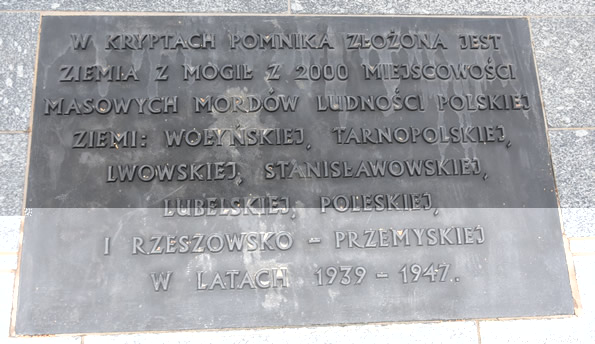 W KRYPTACH POMNIKA ZŁOŻONA JEST
ZIEMIA Z MOGIŁ Z 2000 MIEJSCOWOŚCI
MASOWYCH MORDÓW LUDNOŚCI POLSKIEJ
ZIEMI: WOŁYŃSKIEJ, TARNOPOLSKIEJ,
LWOWSKIEJ, STANISŁAWOWSKIEJ,
LUBELSKIEJ, POLESKIEJ,
I RZESZOWSKO - PRZEMYSKIEJ
W LATACH 1939 - 1947..